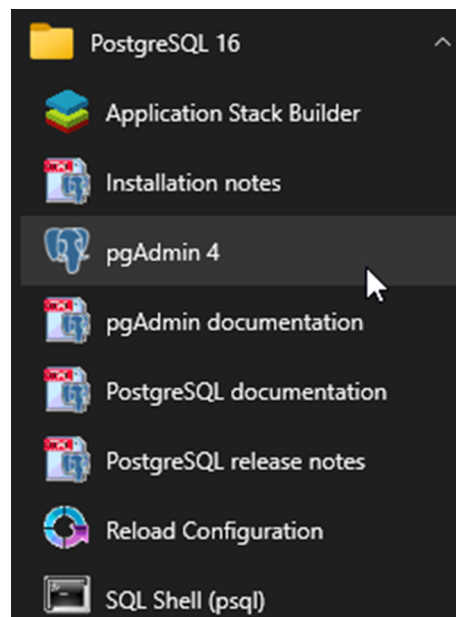 PostgreSQL 16
Application Stack Builder
Installation notes
pgAdmin 4
pgAdmin documentation
PostgreSQL documentation
PostgreSQL release notes
Reload Configuration
SQL Shell (psql)